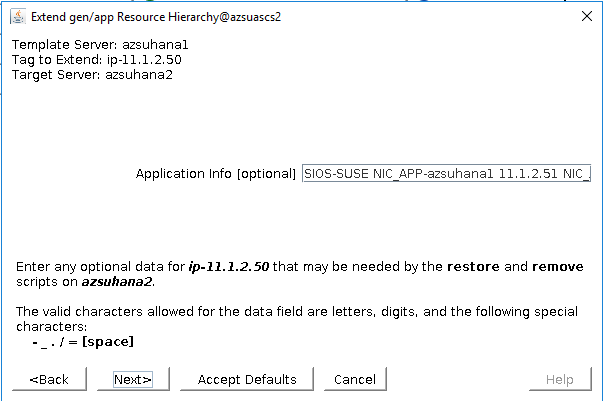 Extend gen/app Resource Hierarchy@azsuascs2
Template Server: azsuhana1
Tag to Extend: ip-11.1.2.50
Target Server: azsuhana2
Application Info [optional] SIOS-SUSE NIC_APP-azsuhana1 11.1.2.51 NIC_
Enter any optional data for ip-11.1.2.50 that may be needed by the restore and remove
scripts on azsuhana2.
The valid characters allowed for the data field are letters, digits, and the following special
characters:
- _ . / = [space]
<Back Next> Accept Defaults Cancel Help